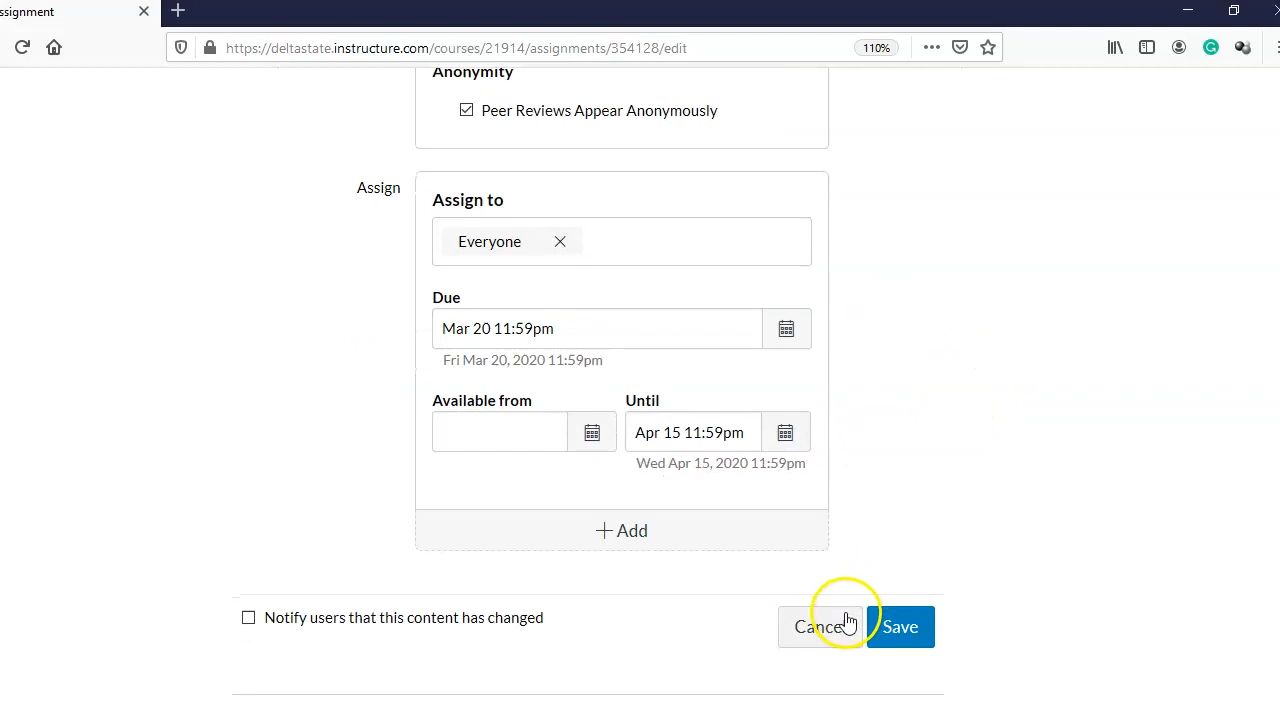 ssignment
https://deltastate.instructure.com/courses/21914/assignments/354128/edit
110%
Anonymity
Peer Reviews Appear Anonymously
Assign
Assign to
Everyone
Due
Mar 20 11:59pm
Fri Mar 20, 2020 11:59pm
Available from
Until
Apr 15 11:59pm
Wed Apr 15, 2020 11:59pm
Add
Notify users that this content has changed
Cancel
Save